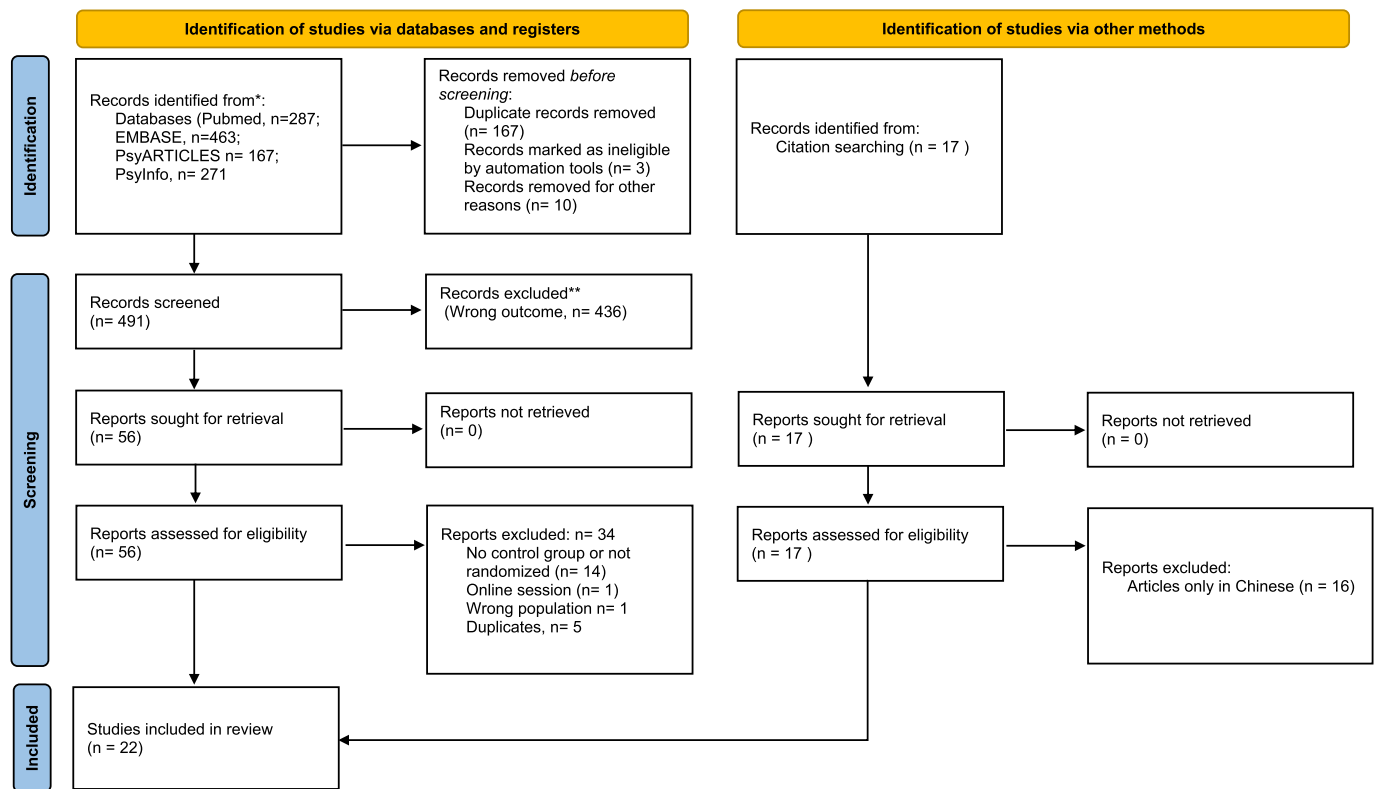 Identification of studies via databases and registers
Identification of studies via other methods
Identification
Records identified from*:
Databases (Pubmed, n=287;
EMBASE, n=463;
PsyARTICLES n= 167;
PsyInfo, n= 271
Records removed before
screening:
Duplicate records removed
(n= 167)
Records marked as ineligible
by automation tools (n= 3)
Records removed for other
reasons (n= 10)
Records identified from:
Citation searching (n = 17 )
Screening
Records screened
(n= 491)
Records excluded**
(Wrong outcome, n= 436)
Reports sought for retrieval
(n= 56)
Reports not retrieved
(n= 0)
Reports sought for retrieval
(n = 17 )
Reports not retrieved
(n = 0)
Reports assessed for eligibility
(n= 56)
Reports excluded: n= 34
No control group or not
randomized (n= 14)
Online session (n= 1)
Wrong population n= 1
Duplicates, n= 5
Reports assessed for eligibility
(n = 17 )
Reports excluded:
Articles only in Chinese (n = 16)
Included
Studies included in review
(n = 22)